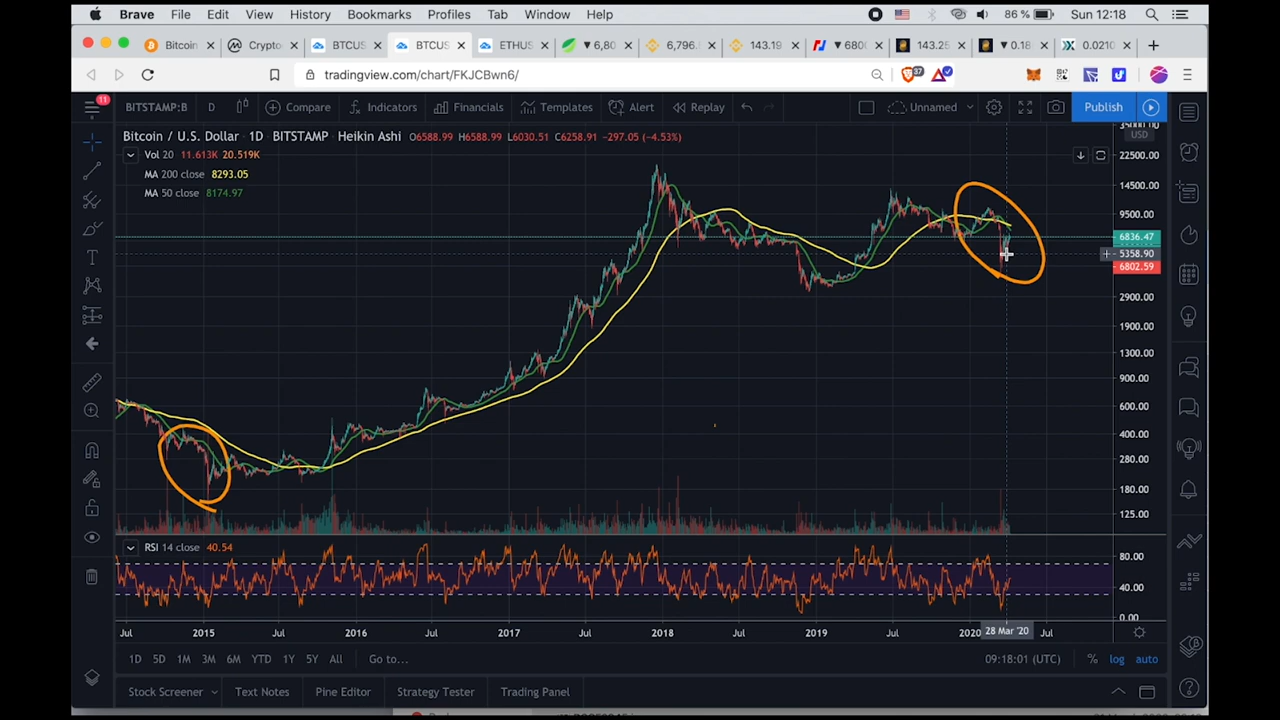 Brave File Edit View History Bookmarks Profiles Tab Window Help 86 % Sun 12:18
Bitcoin Crypto BTCUS BTCUS ETHUS ▼ 6,80 6,796. 143.19 ▼ 6800 143.25 ▼ 0.18 0.0210
tradingview.com/chart/FKJCBwn6/ 37
11 BITSTAMP:B D Compare Indicators Financials Templates Alert Replay Unnamed Publish
Bitcoin / U.S. Dollar · 1D · BITSTAMP · Heikin Ashi O6588.99 H6588.99 L6030.51 C6258.91 −297.05 (−4.53%)
Vol 20 11.613K 20.519K
MA 200 close 8293.05
MA 50 close 8174.97
35000.00
USD
22500.00
14500.00
9500.00
6836.47
5358.90
6802.59
2900.00
1900.00
1300.00
900.00
600.00
400.00
280.00
180.00
125.00
RSI 14 close 40.54
80.00
40.00
0.00
Jul 2015 Jul 2016 Jul 2017 Jul 2018 Jul 2019 Jul 2020 28 Mar '20 Jul
1D 5D 1M 3M 6M YTD 1Y 5Y All Go to... 09:18:01 (UTC) % log auto
Stock Screener Text Notes Pine Editor Strategy Tester Trading Panel